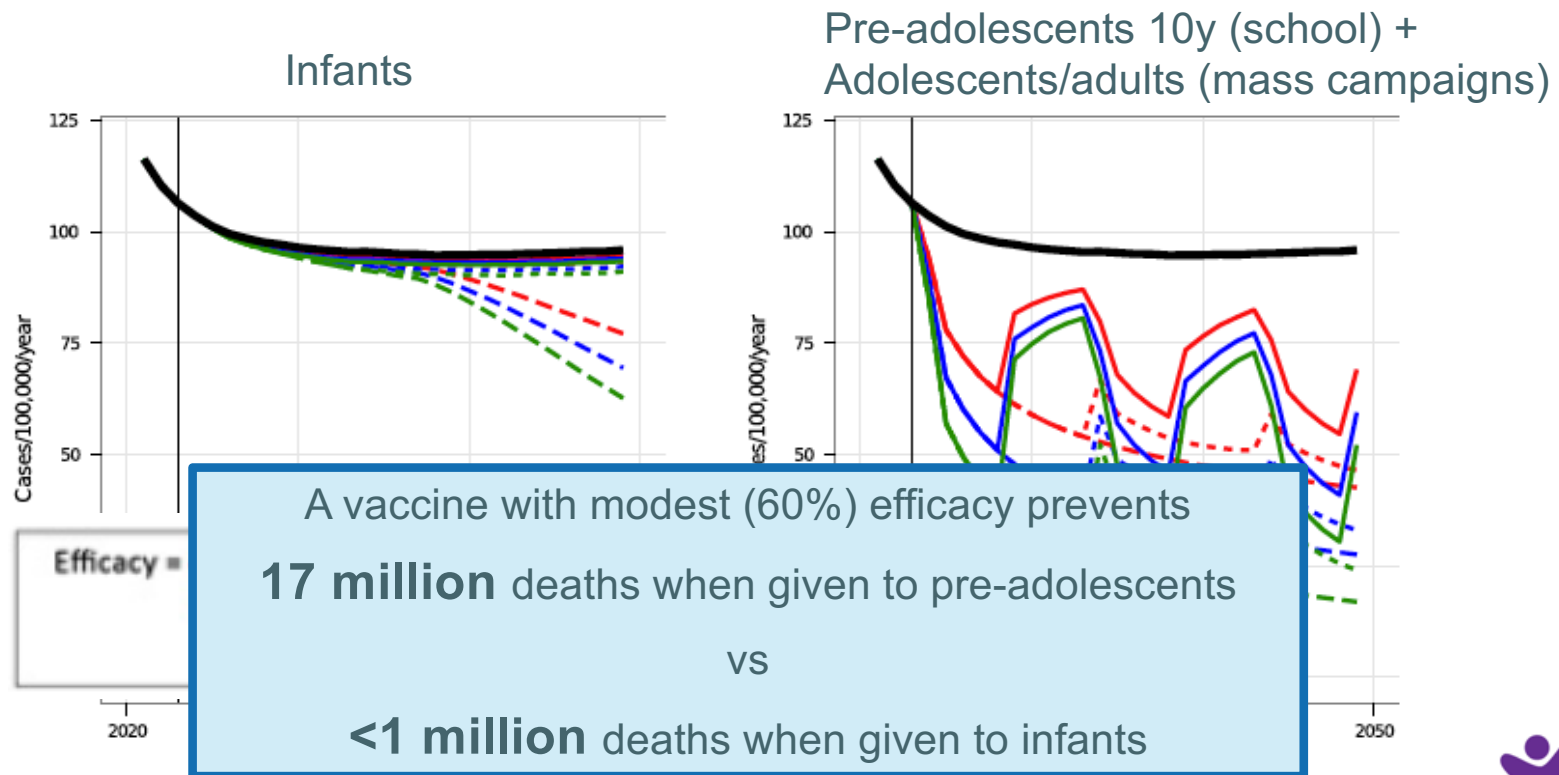 Infants
Pre-adolescents 10y (school) +
Adolescents/adults (mass campaigns)
125
100
75
50
Cases/100,000/year
2020
125
100
75
50
es/100,000/year
2050
Efficacy =
A vaccine with modest (60%) efficacy prevents
17 million deaths when given to pre-adolescents
vs
<1 million deaths when given to infants